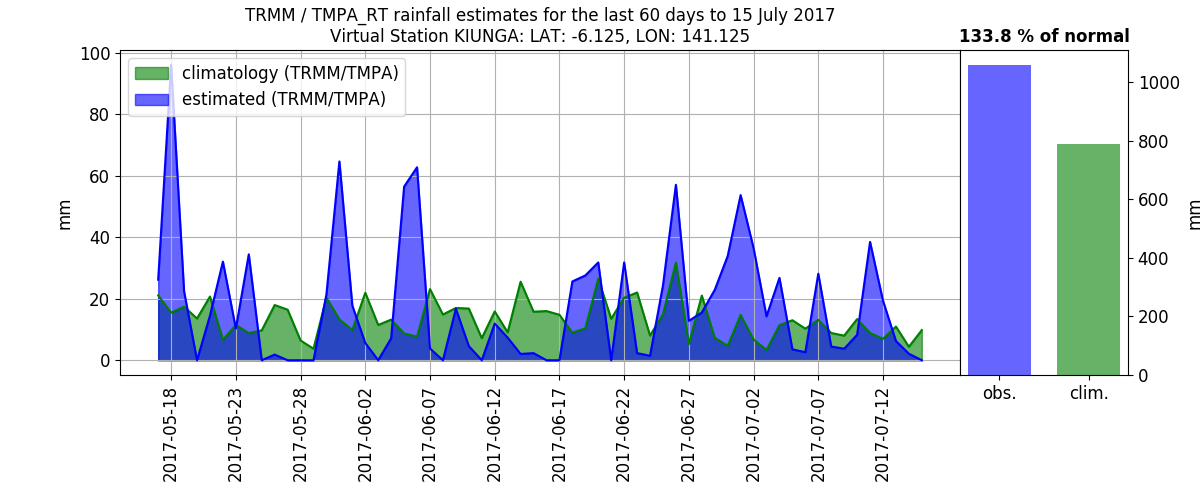 TRMM / TMPA_RT rainfall estimates for the last 60 days to 15 July 2017
Virtual Station KIUNGA: LAT: -6.125, LON: 141.125
133.8 % of normal
climatology (TRMM/TMPA)
estimated (TRMM/TMPA)
100
80
60
40
20
0
mm
2017-05-18
2017-05-23
2017-05-28
2017-06-02
2017-06-07
2017-06-12
2017-06-17
2017-06-22
2017-06-27
2017-07-02
2017-07-07
2017-07-12
1000
800
600
400
200
0
mm
obs.
clim.